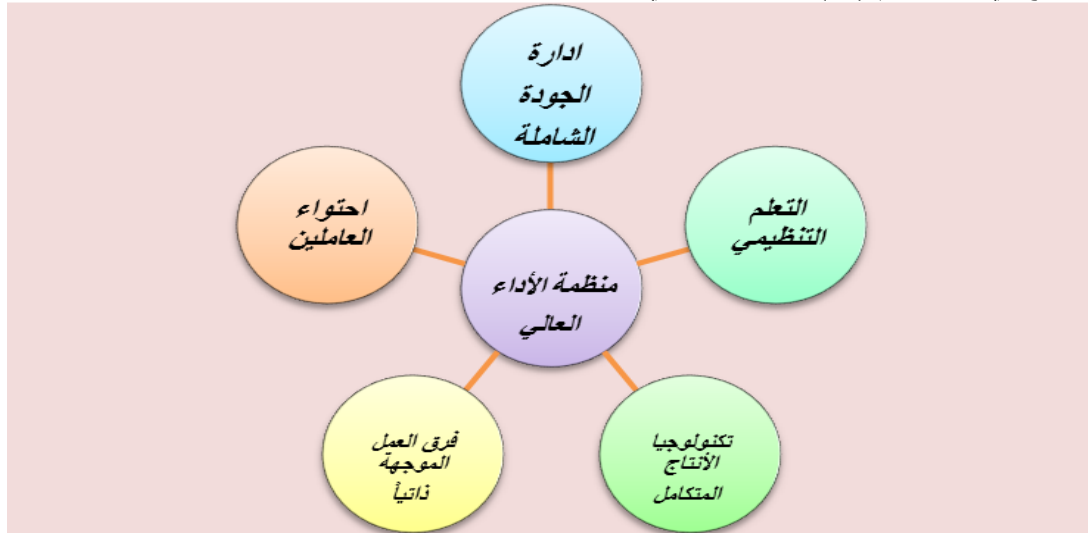 ادارة
الجودة
الشاملة
التعلم
التنظيمي
احتواء
العاملين
منظمة الأداء
العالي
تكنولوجيا
الأنتاج
المتكامل
فرق العمل
الموجهة
ذاتياً